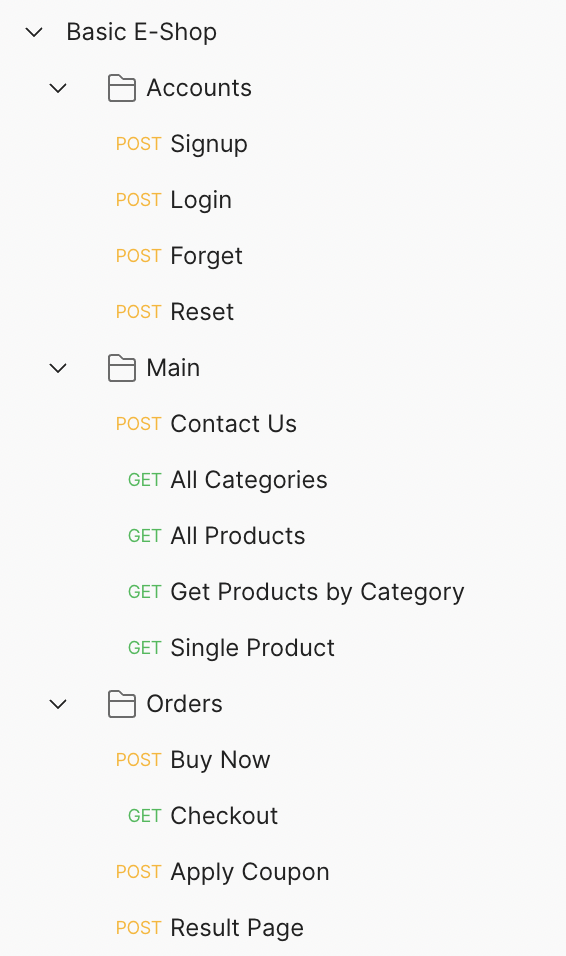 Basic E-Shop
Accounts
POST Signup
POST Login
POST Forget
POST Reset
Main
POST Contact Us
GET All Categories
GET All Products
GET Get Products by Category
GET Single Product
Orders
POST Buy Now
GET Checkout
POST Apply Coupon
POST Result Page